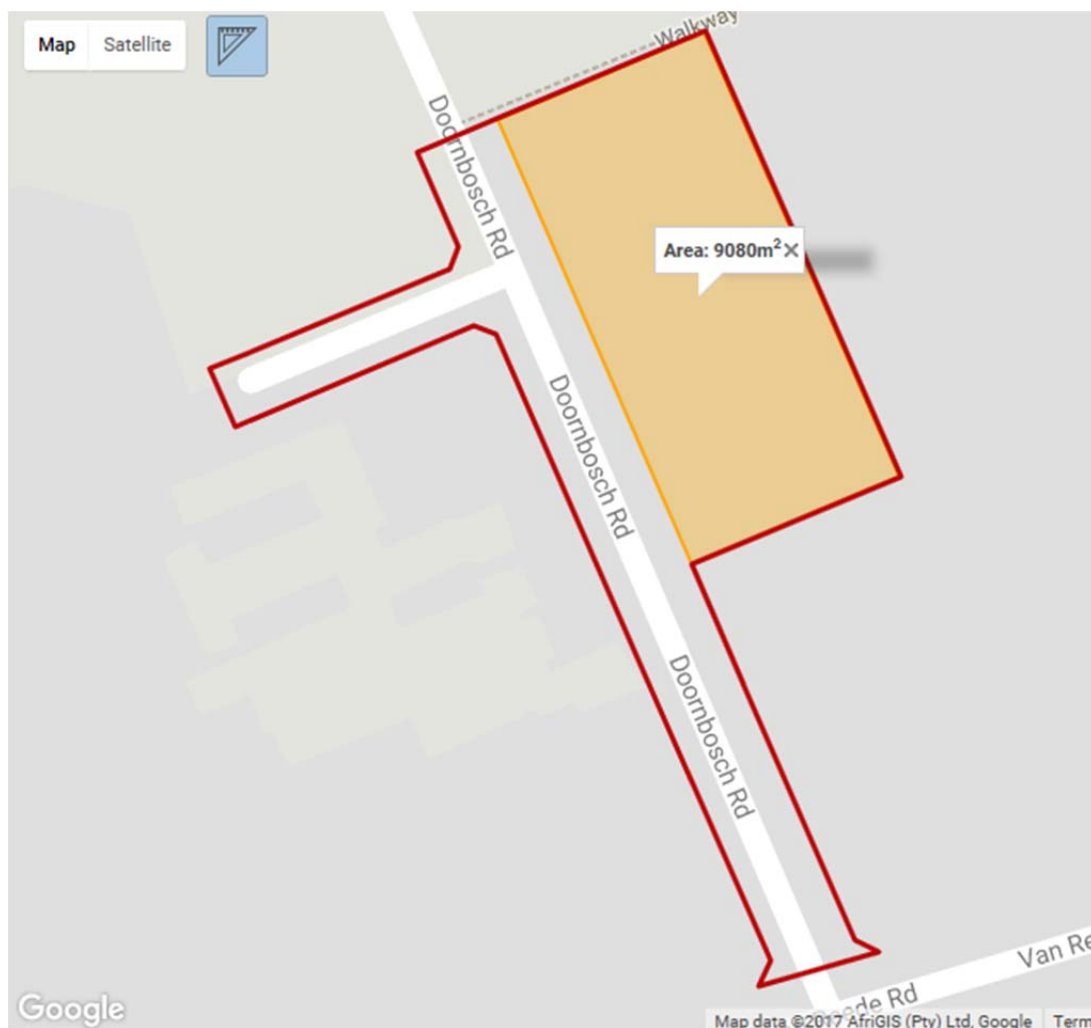 Map Satellite
Walkway
Doornbosch Rd
Area: 9080m²
Doornbosch Rd
Doornbosch Rd
Van Re
Rd
Google
Map data ©2017 AfriGIS (Pty) Ltd, Google Term